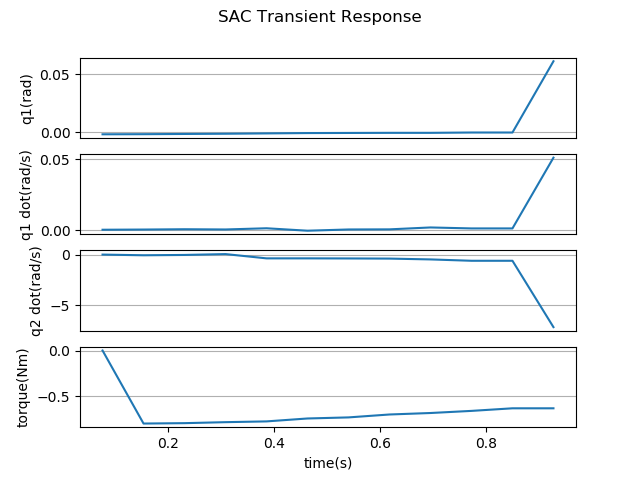 SAC Transient Response
q1(rad)
0.05
0.00
q1 dot(rad/s)
0.05
0.00
q2 dot(rad/s)
0
−5
torque(Nm)
0.0
−0.5
0.2 0.4 0.6 0.8
time(s)